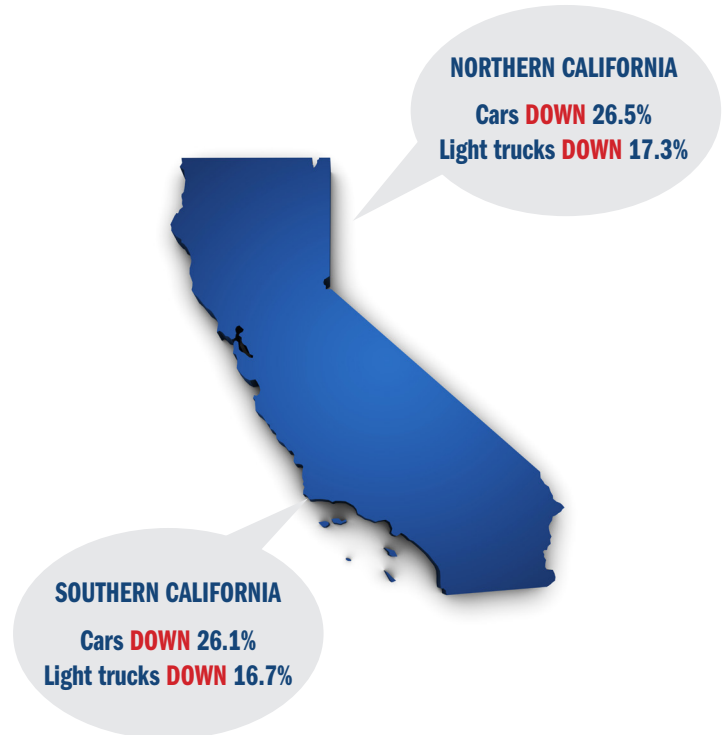 NORTHERN CALIFORNIA
Cars DOWN 26.5%
Light trucks DOWN 17.3%
SOUTHERN CALIFORNIA
Cars DOWN 26.1%
Light trucks DOWN 16.7%